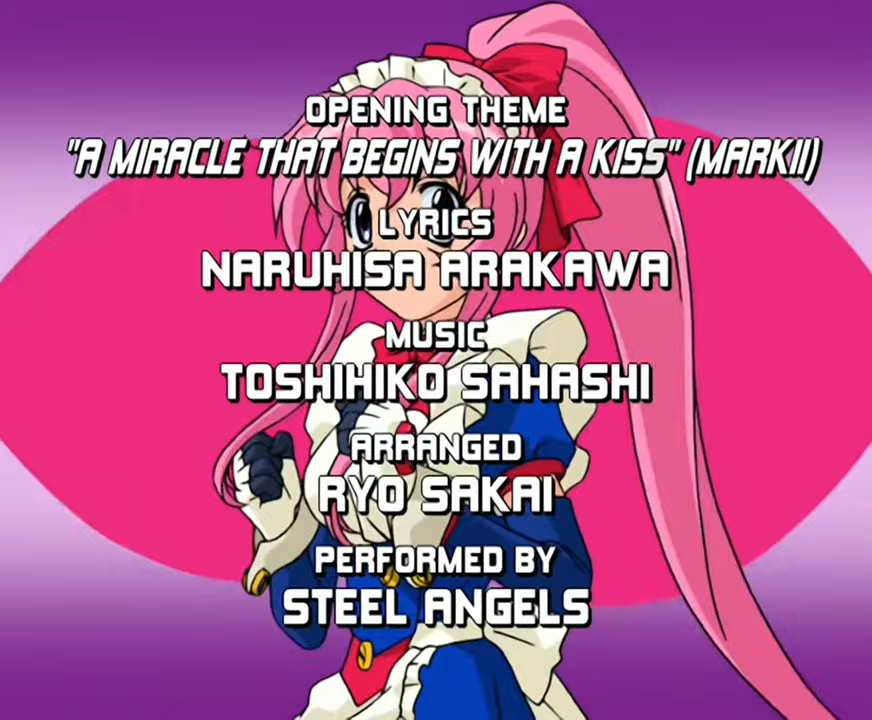 OPENING THEME
"A MIRACLE THAT BEGINS WITH A KISS" (MARKII)
LYRICS
NARUHISA ARAKAWA
MUSIC
TOSHIHIKO SAHASHI
ARRANGED
RYO SAKAI
PERFORMED BY
STEEL ANGELS